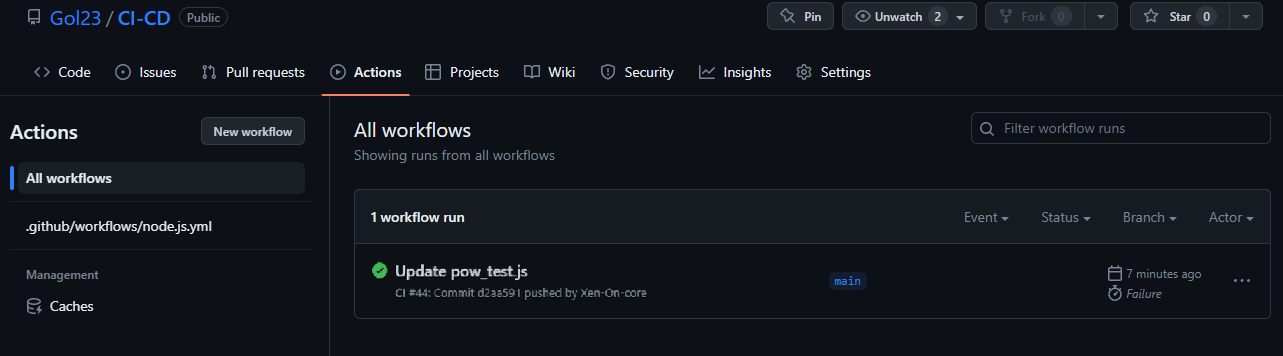 Gol23 / CI-CD Public
Pin Unwatch 2 Fork 0 Star 0
Code Issues Pull requests Actions Projects Wiki Security Insights Settings
Actions New workflow
All workflows
.github/workflows/node.js.yml
Management
Caches
All workflows
Showing runs from all workflows
Filter workflow runs
1 workflow run Event Status Branch Actor
Update pow_test.js
CI #44: Commit d2aa591 pushed by Xen-On-core
main
7 minutes ago
Failure